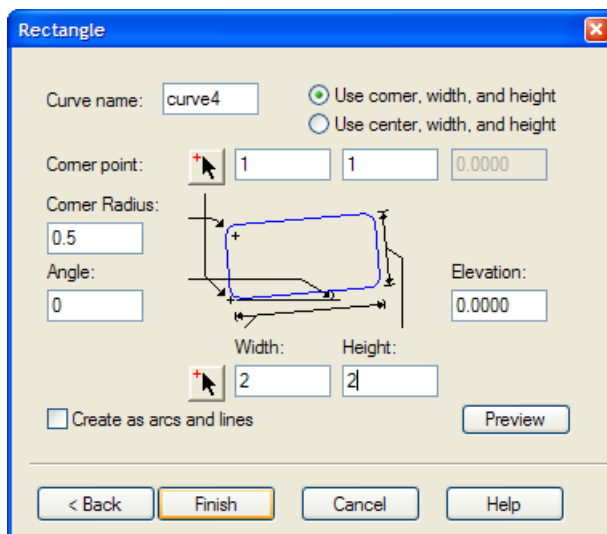 Rectangle
Curve name: curve4
Use corner, width, and height
Use center, width, and height
Corner point: 1 1 0.0000
Corner Radius:
0.5
Angle: Elevation:
0 0.0000
Width: Height:
2 2
Create as arcs and lines Preview
< Back Finish Cancel Help